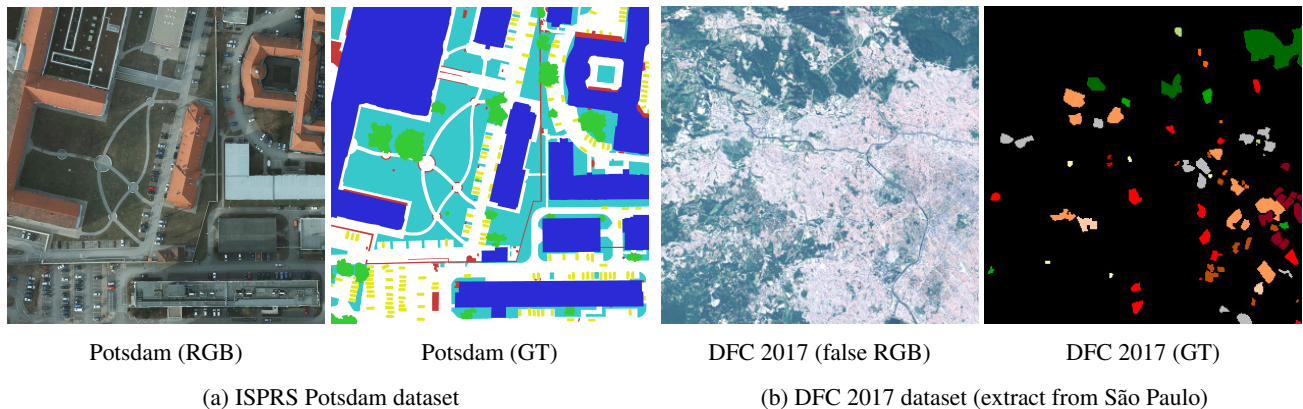 Potsdam (RGB)
Potsdam (GT)
DFC 2017 (false RGB)
DFC 2017 (GT)
(a) ISPRS Potsdam dataset
(b) DFC 2017 dataset (extract from São Paulo)